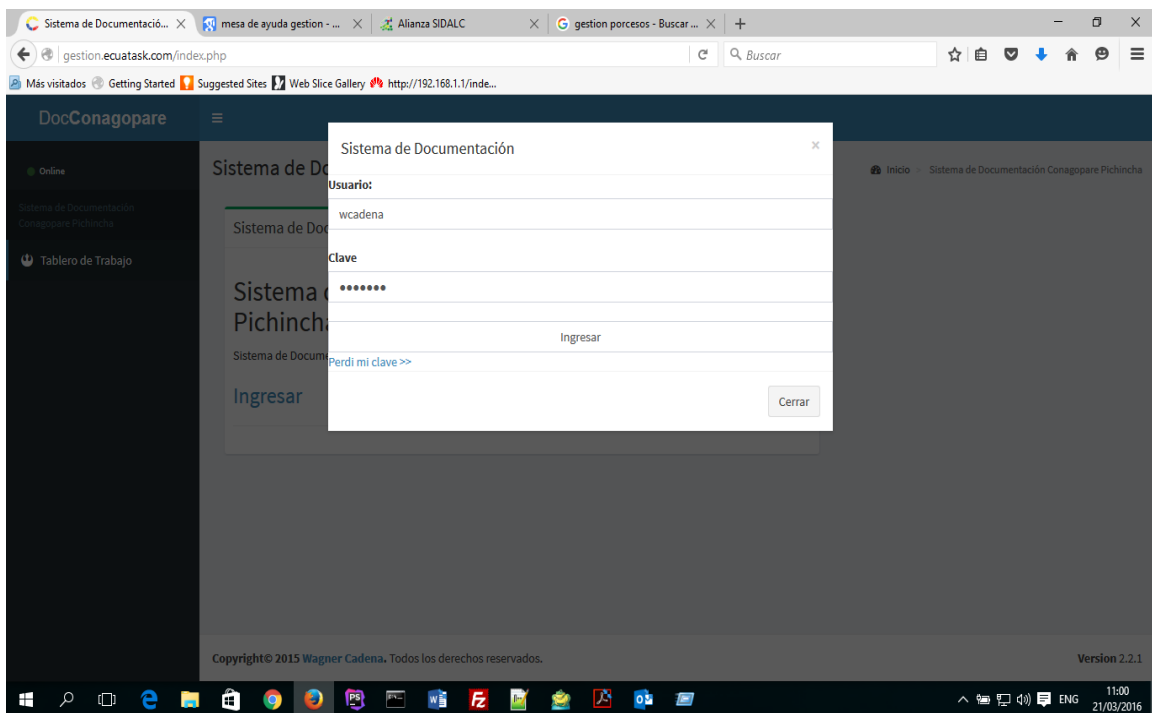 Sistema de Documentació...
mesa de ayuda gestion - ...
Alianza SIDALC
gestion porcesos - Buscar ...
gestion.ecuatask.com/index.php
Buscar
Más visitados
Getting Started
Suggested Sites
Web Slice Gallery
http://192.168.1.1/inde...
DocConagopare
Online
Sistema de Documentación
Conagopare Pichincha
Tablero de Trabajo
Sistema de Do
Inicio
Sistema de Documentación Conagopare Pichincha
Sistema de Doc
Sistema
Pichincha
Sistema de Docume
Ingresar
Sistema de Documentación
×
Usuario:
wcadena
Clave
•••••••
Ingresar
Perdi mi clave >>
Cerrar
Copyright© 2015 Wagner Cadena. Todos los derechos reservados.
Version 2.2.1
ENG
11:00
21/03/2016